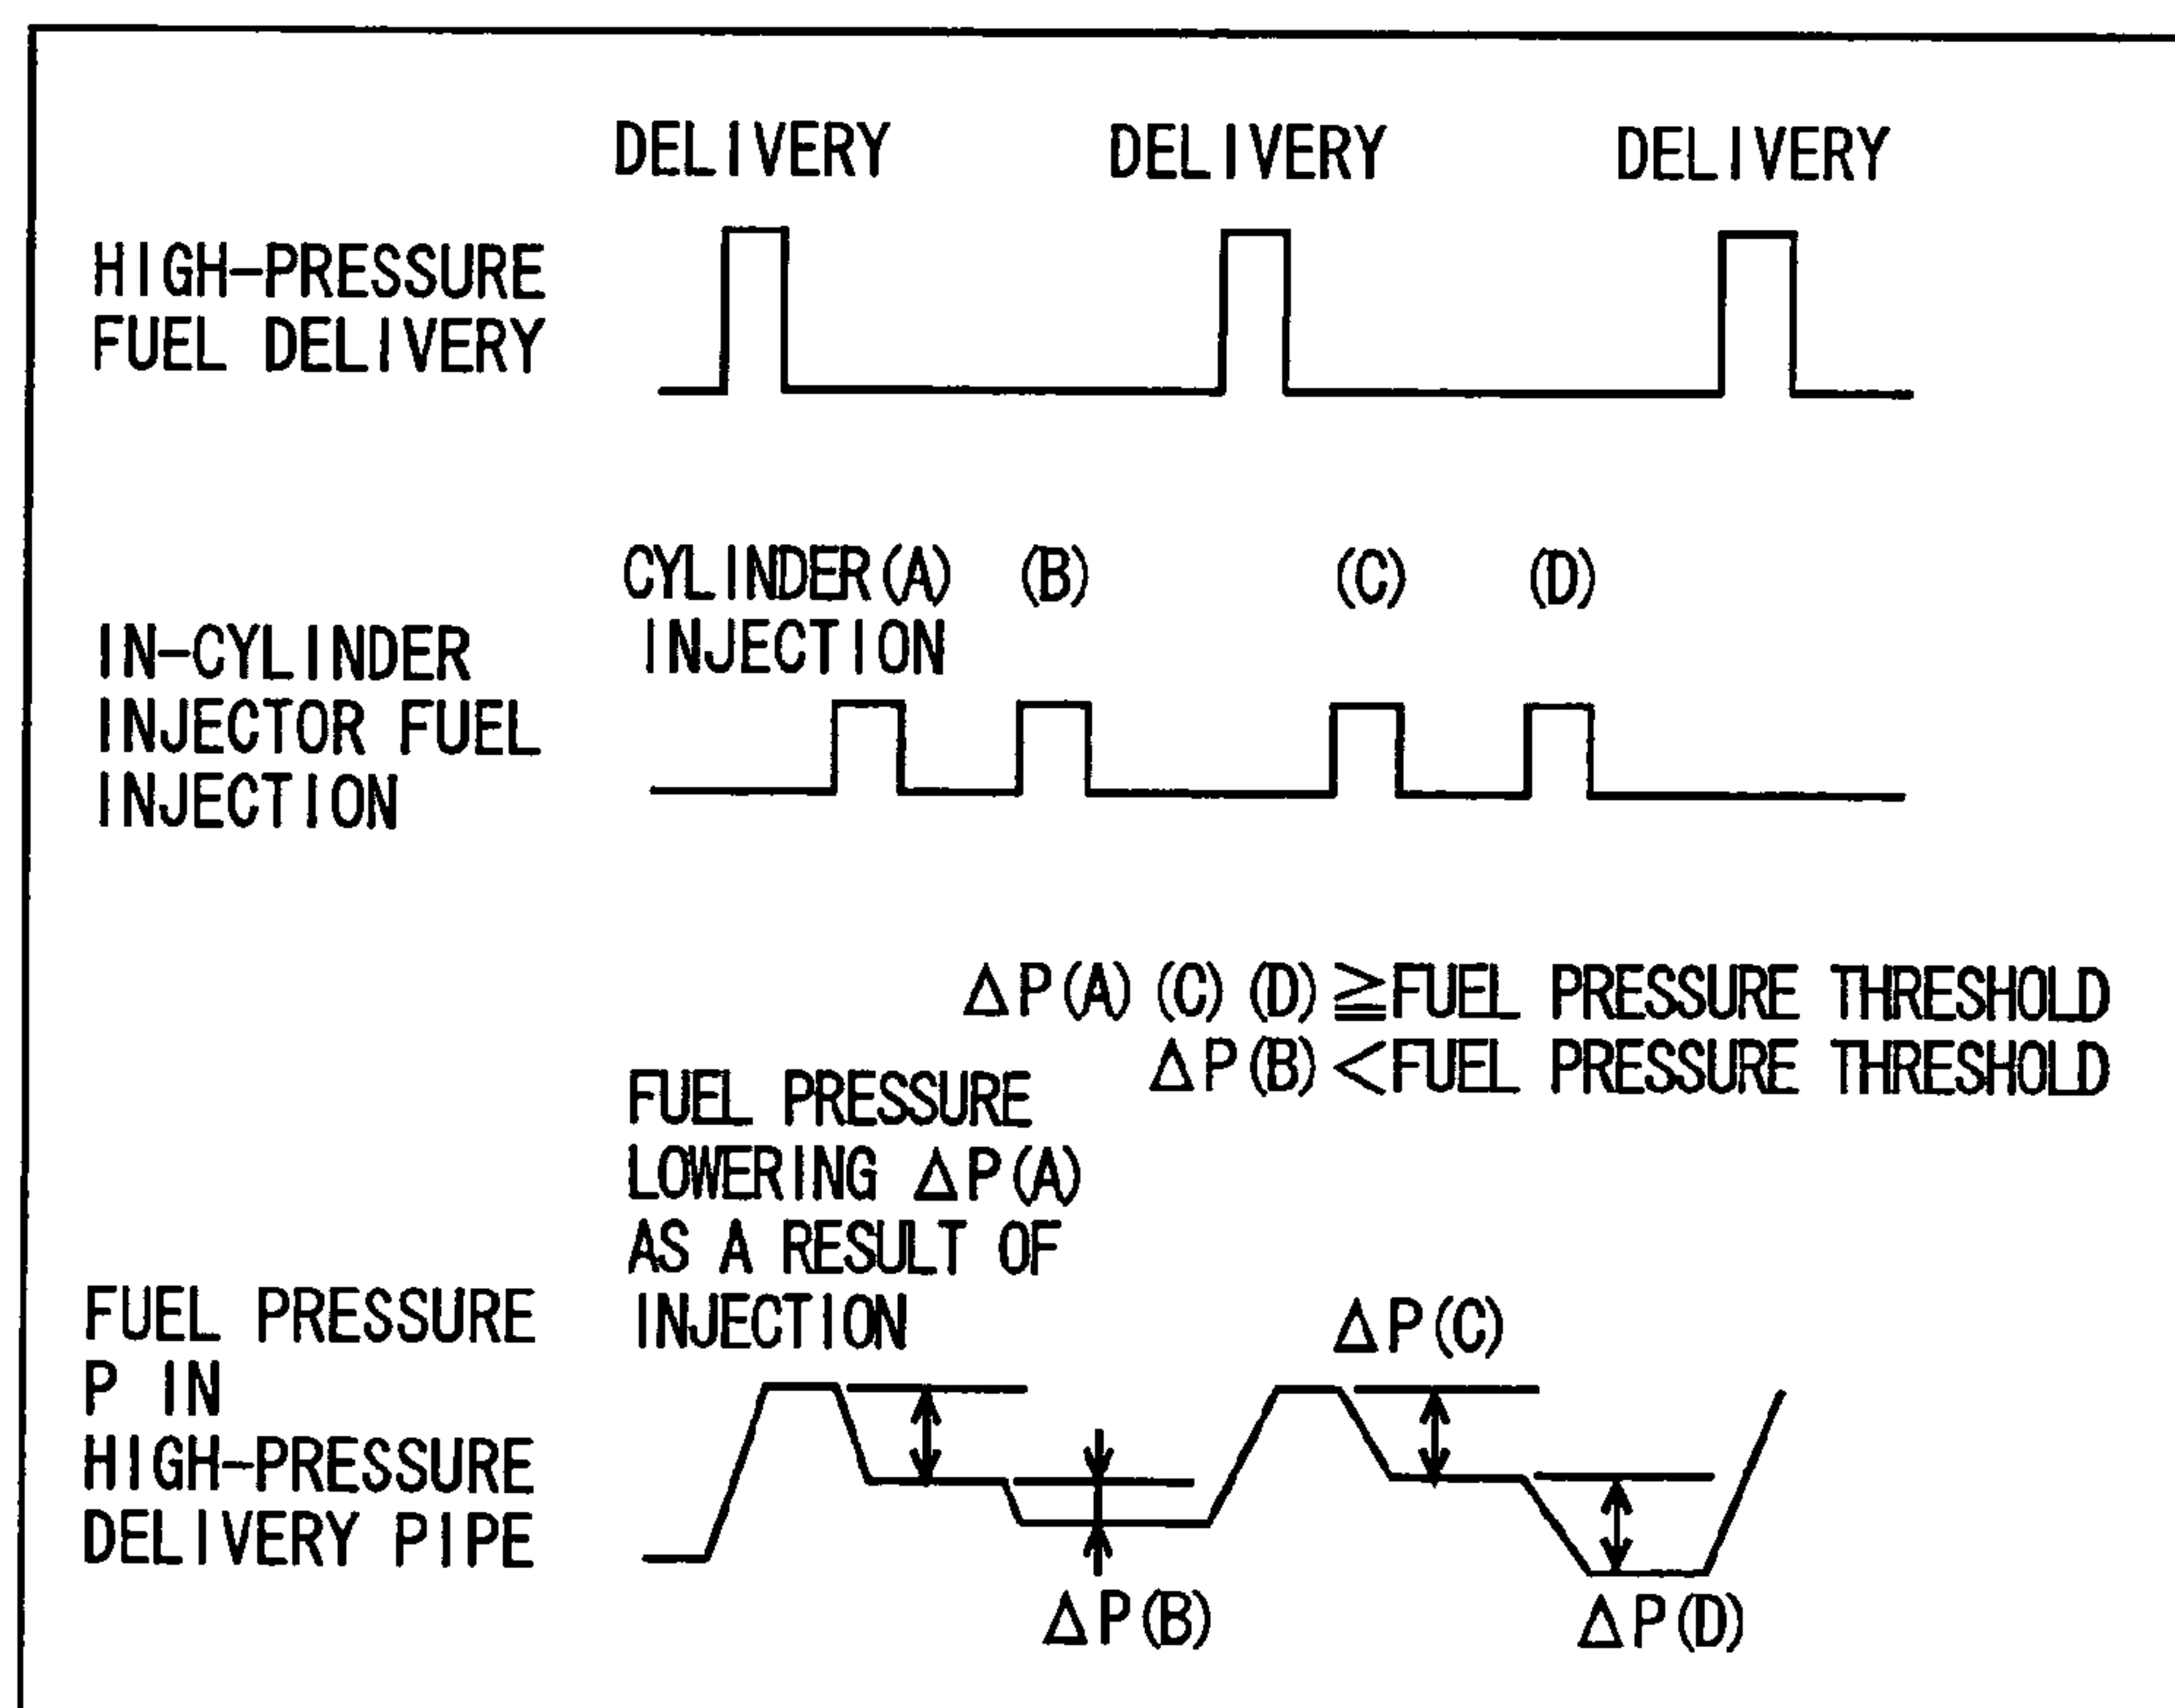 DELIVERY DELIVERY DELIVERY
HIGH-PRESSURE
FUEL DELIVERY
CYLINDER(A) (B) (C) (D)
INJECTION
IN-CYLINDER
INJECTOR FUEL
INJECTION
ΔP(A)(C)(D)≧FUEL PRESSURE THRESHOLD
ΔP(B)<FUEL PRESSURE THRESHOLD
FUEL PRESSURE
LOWERING ΔP(A)
AS A RESULT OF
INJECTION
ΔP(C)
FUEL PRESSURE
P IN
HIGH-PRESSURE
DELIVERY PIPE
ΔP(B) ΔP(D)